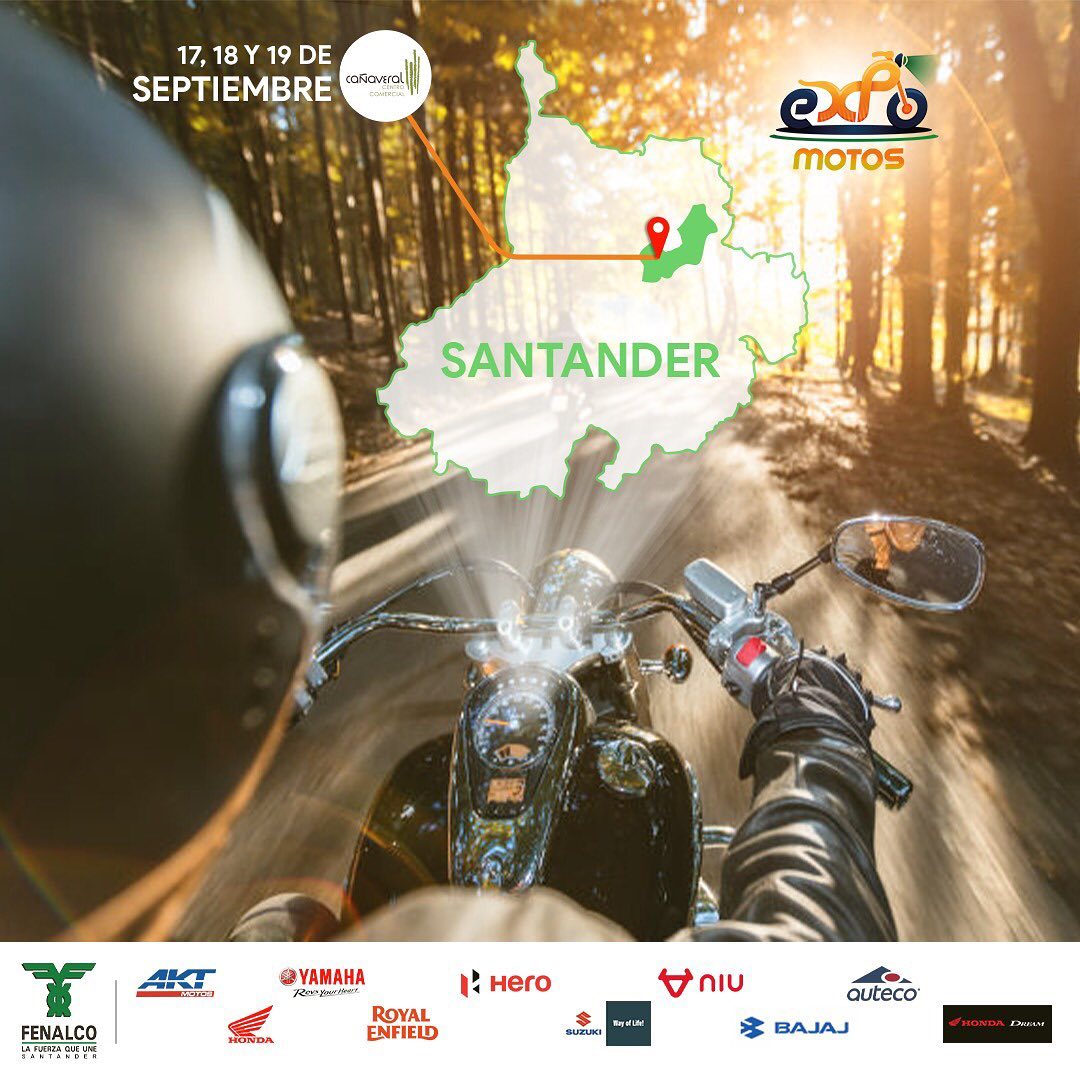 17, 18 Y 19 DE
SEPTIEMBRE
cañaveral
CENTRO
COMERCIAL
eXPo
MOTOS
SANTANDER
FENALCO
LA FUERZA QUE UNE
SANTANDER
AKT
MOTOS
YAMAHA
Revs Your Heart
HONDA
ROYAL
ENFIELD
Hero
SUZUKI
Way of Life!
NIU
BAJAJ
auteco
HONDA DREAM